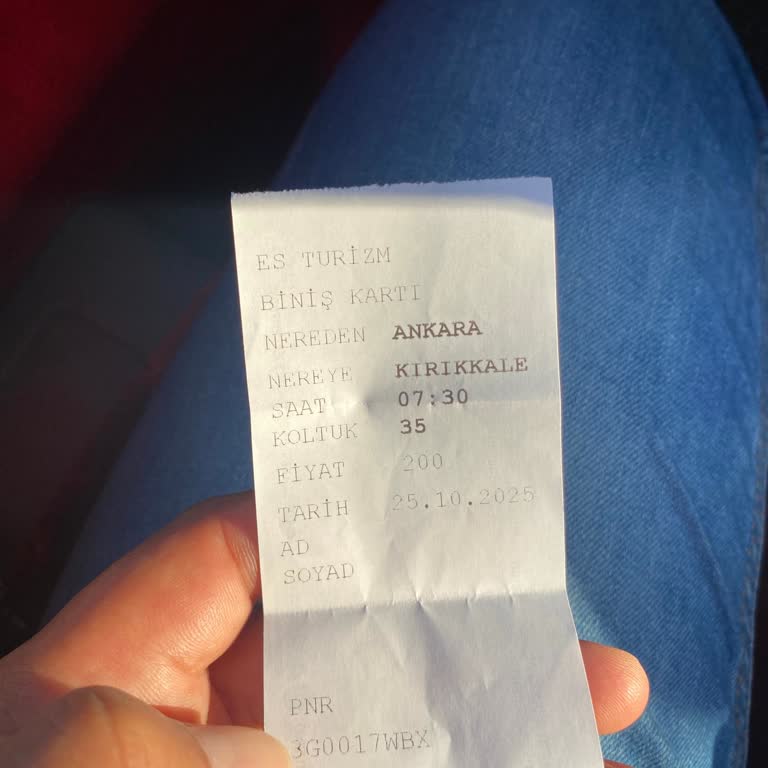 ES TURİZM
BİNİŞ KARTI
NEREDEN ANKARA
NEREYE KIRIKKALE
SAAT 07:30
KOLTUK 35
FİYAT 200
TARİH 25.10.2025
AD
SOYAD
PNR
3G0017WBX